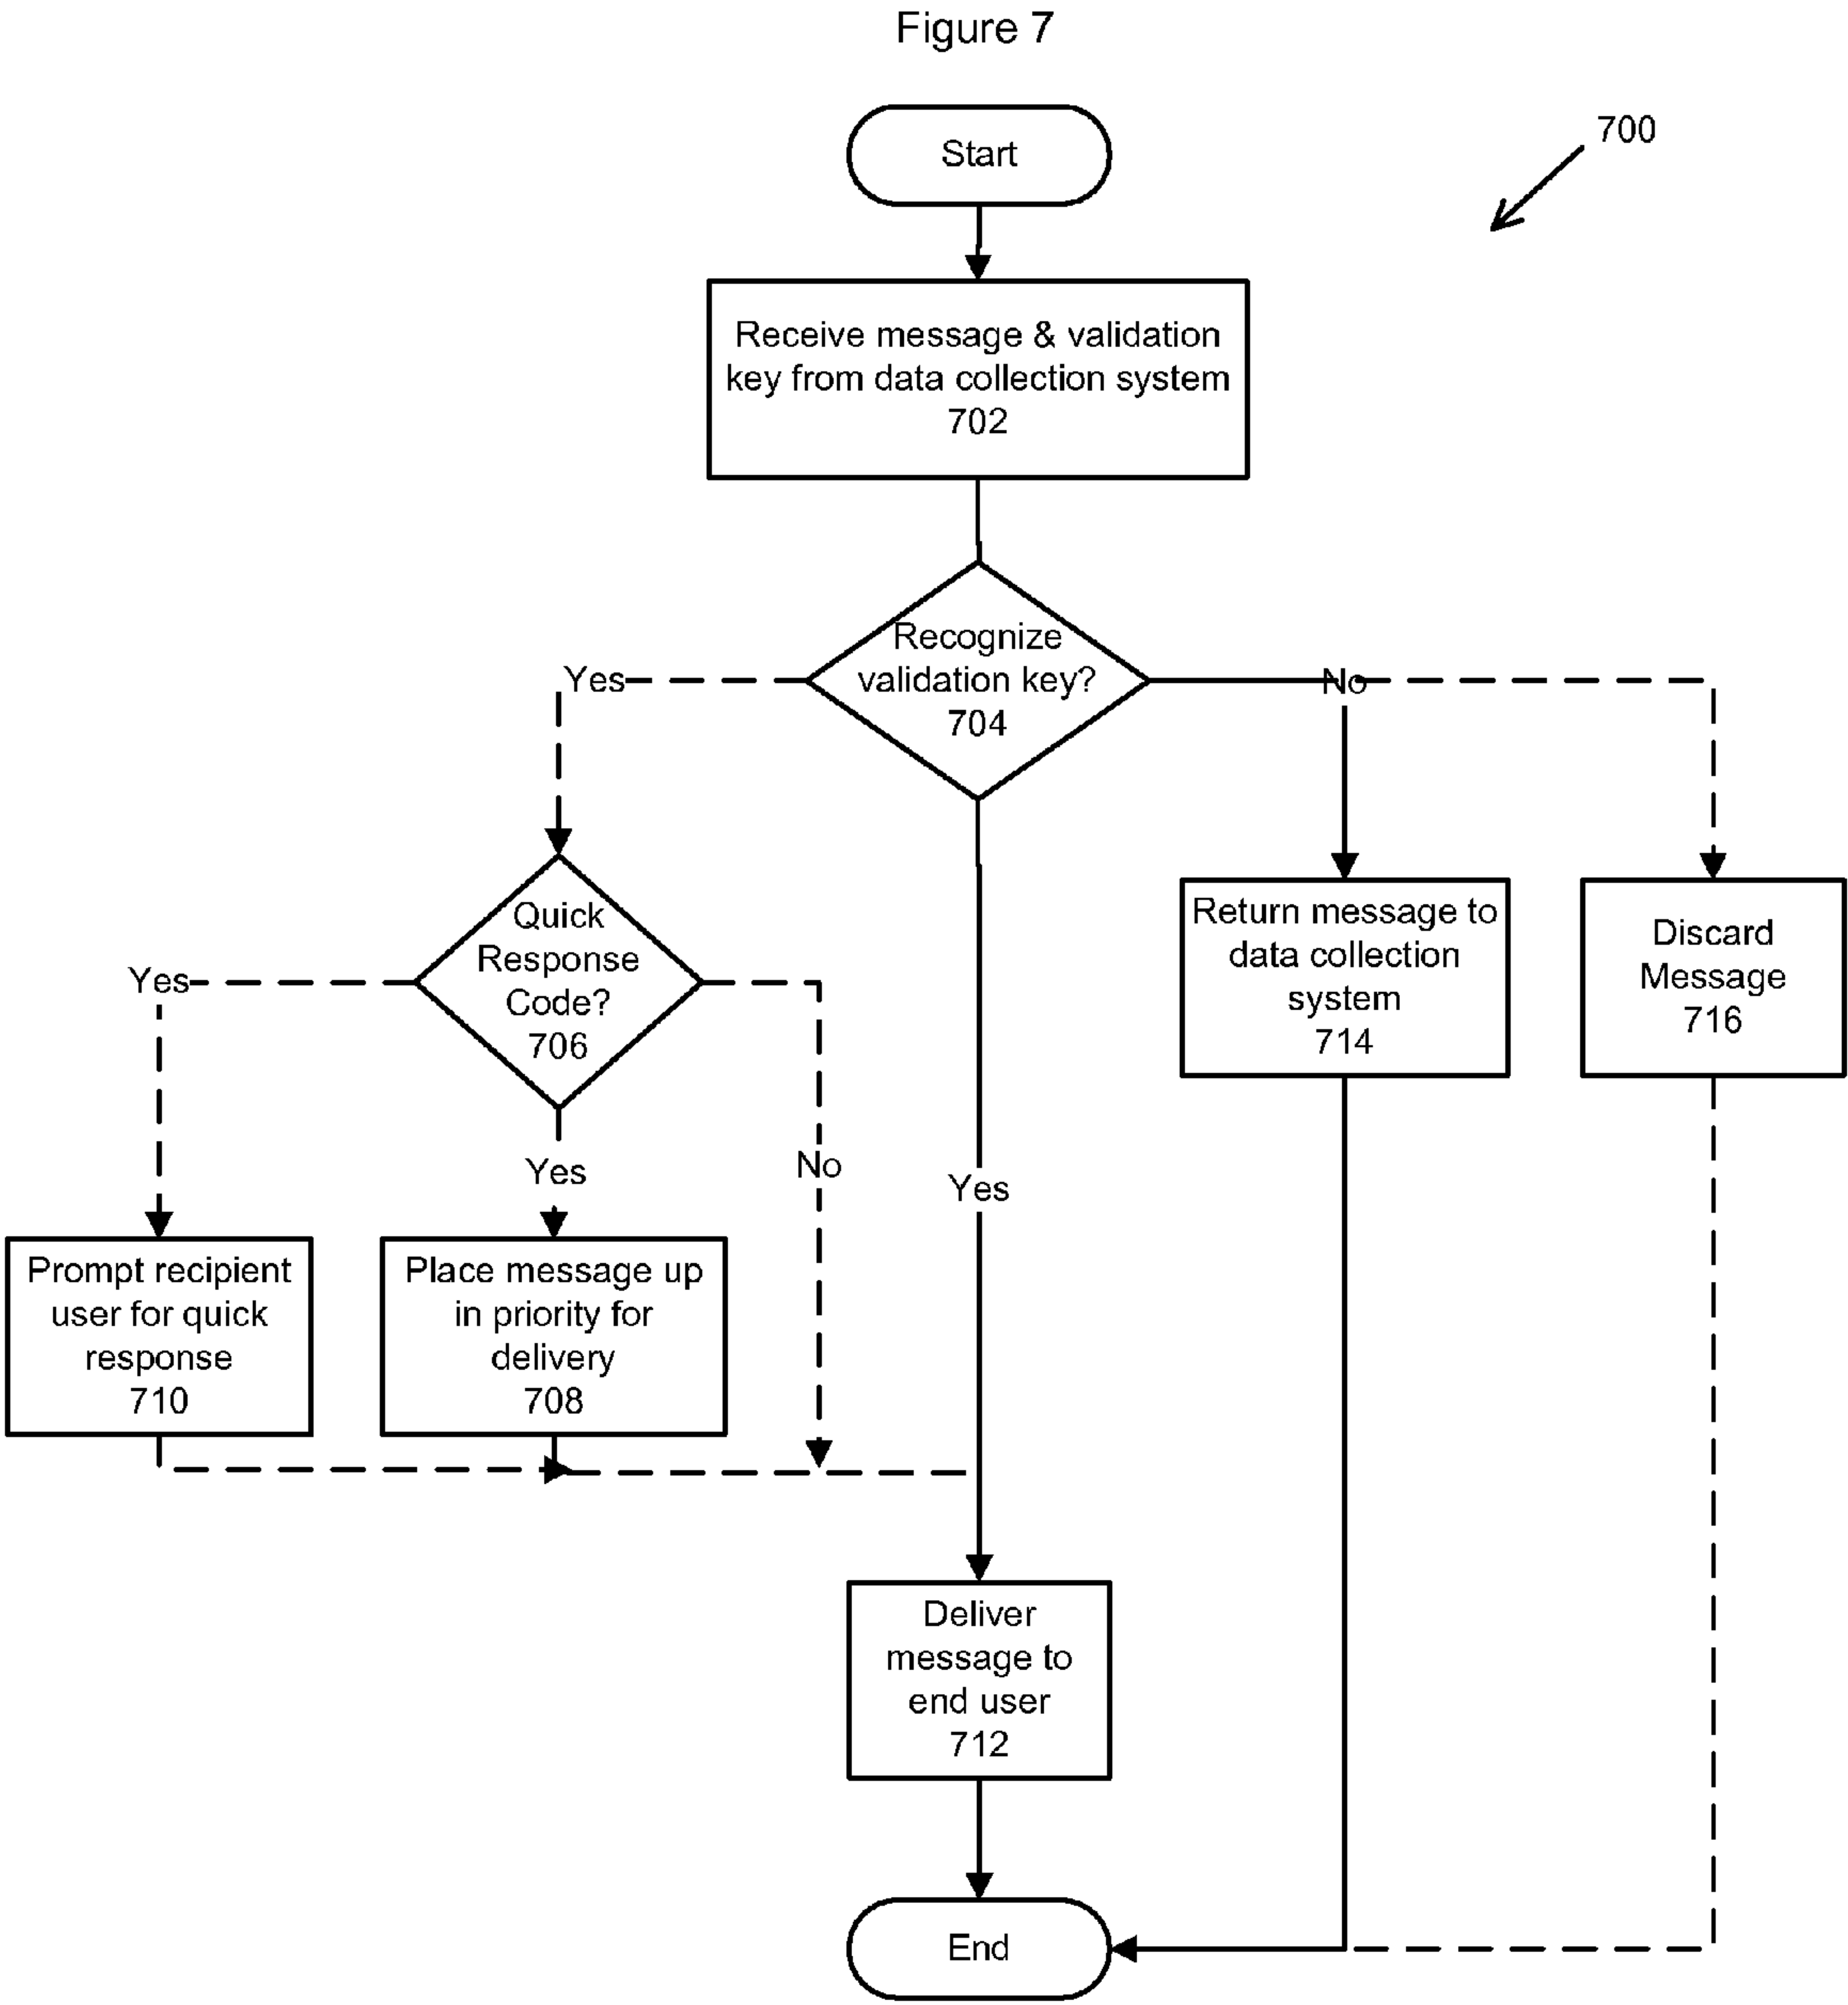 Figure 7
Start
700
Receive message & validation
key from data collection system
702
Recognize
validation key?
704
Yes
No
Quick
Response
Code?
706
Return message to
data collection
system
714
Discard
Message
716
Yes
Yes
No
Yes
Prompt recipient
user for quick
response
710
Place message up
in priority for
delivery
708
Deliver
message to
end user
712
End